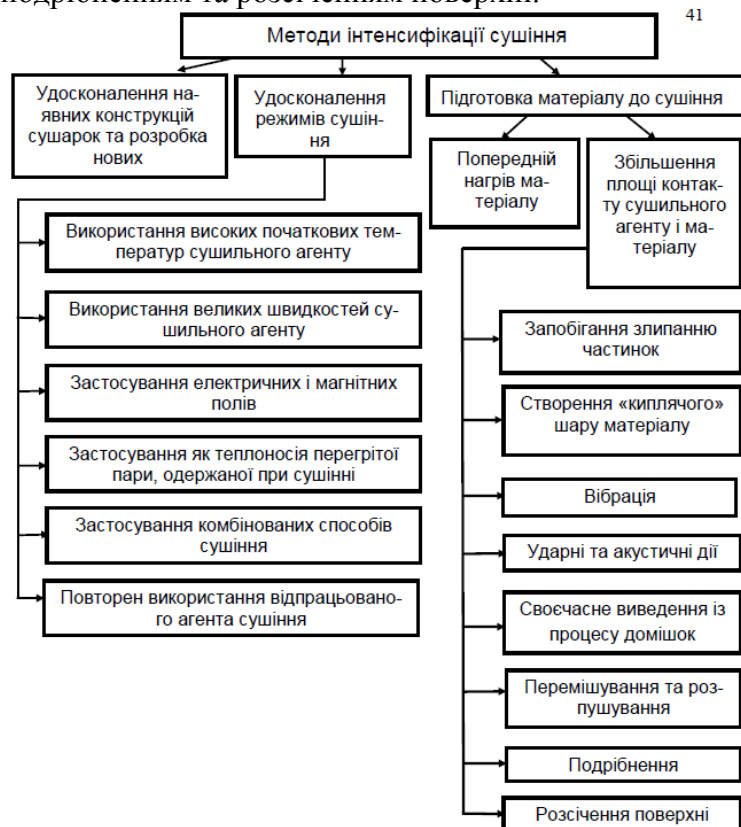 подрібненням та розсіченням поверхні.
41
Методи інтенсифікації сушіння
Удосконалення на-
явних конструкцій
сушарок та розробка
нових
Удосконалення
режимів сушін-
ня
Підготовка матеріалу до сушіння
Попередній
нагрів ма-
теріалу
Збільшення
площі контак-
ту сушильного
агенту і ма-
теріалу
Використання високих початкових тем-
ператур сушильного агенту
Використання великих швидкостей су-
шильного агенту
Застосування електричних і магнітних
полів
Застосування як теплоносія перегрітої
пари, одержаної при сушінні
Застосування комбінованих способів
сушіння
Повторен використання відпрацьовано-
го агента сушіння
Запобігання злипанню
частинок
Створення «киплячого»
шару матеріалу
Вібрація
Ударні та акустичні дії
Своєчасне виведення із
процесу домішок
Перемішування та роз-
пушування
Подрібнення
Розсічення поверхні